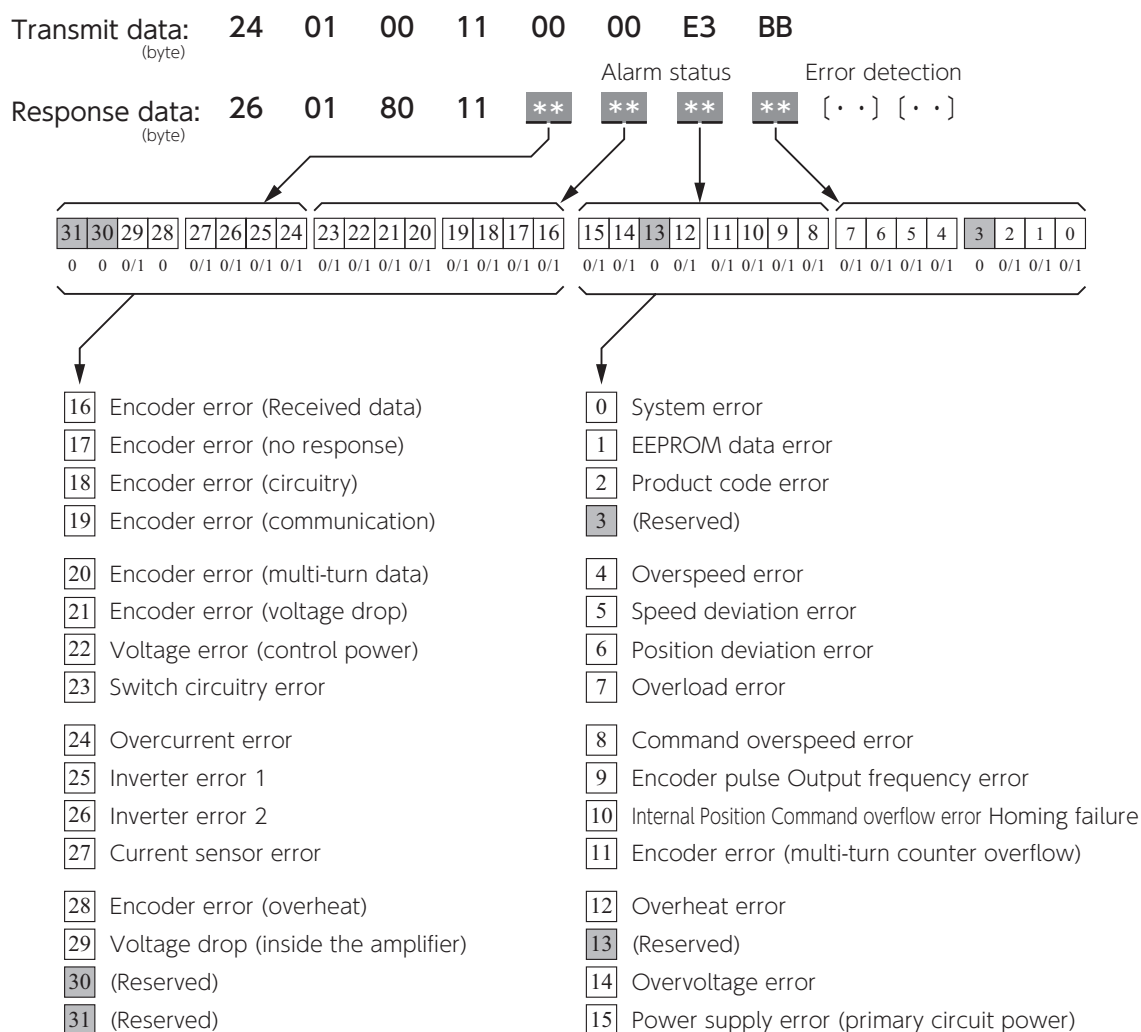 Transmit data: 24 01 00 11 00 00 E3 BB
(byte)
Alarm status Error detection
Response data: 26 01 80 11 ** ** ** ** [・・] [・・]
(byte)
31 30 29 28 27 26 25 24 23 22 21 20 19 18 17 16 15 14 13 12 11 10 9 8 7 6 5 4 3 2 1 0
0 0 0/1 0 0/1 0/1 0/1 0/1 0/1 0/1 0/1 0/1 0/1 0/1 0/1 0/1 0/1 0/1 0 0/1 0/1 0/1 0/1 0/1 0/1 0/1 0/1 0/1 0 0/1 0/1 0/1
16 Encoder error (Received data)
17 Encoder error (no response)
18 Encoder error (circuitry)
19 Encoder error (communication)
20 Encoder error (multi-turn data)
21 Encoder error (voltage drop)
22 Voltage error (control power)
23 Switch circuitry error
24 Overcurrent error
25 Inverter error 1
26 Inverter error 2
27 Current sensor error
28 Encoder error (overheat)
29 Voltage drop (inside the amplifier)
30 (Reserved)
31 (Reserved)
0 System error
1 EEPROM data error
2 Product code error
3 (Reserved)
4 Overspeed error
5 Speed deviation error
6 Position deviation error
7 Overload error
8 Command overspeed error
9 Encoder pulse Output frequency error
10 Internal Position Command overflow error Homing failure
11 Encoder error (multi-turn counter overflow)
12 Overheat error
13 (Reserved)
14 Overvoltage error
15 Power supply error (primary circuit power)